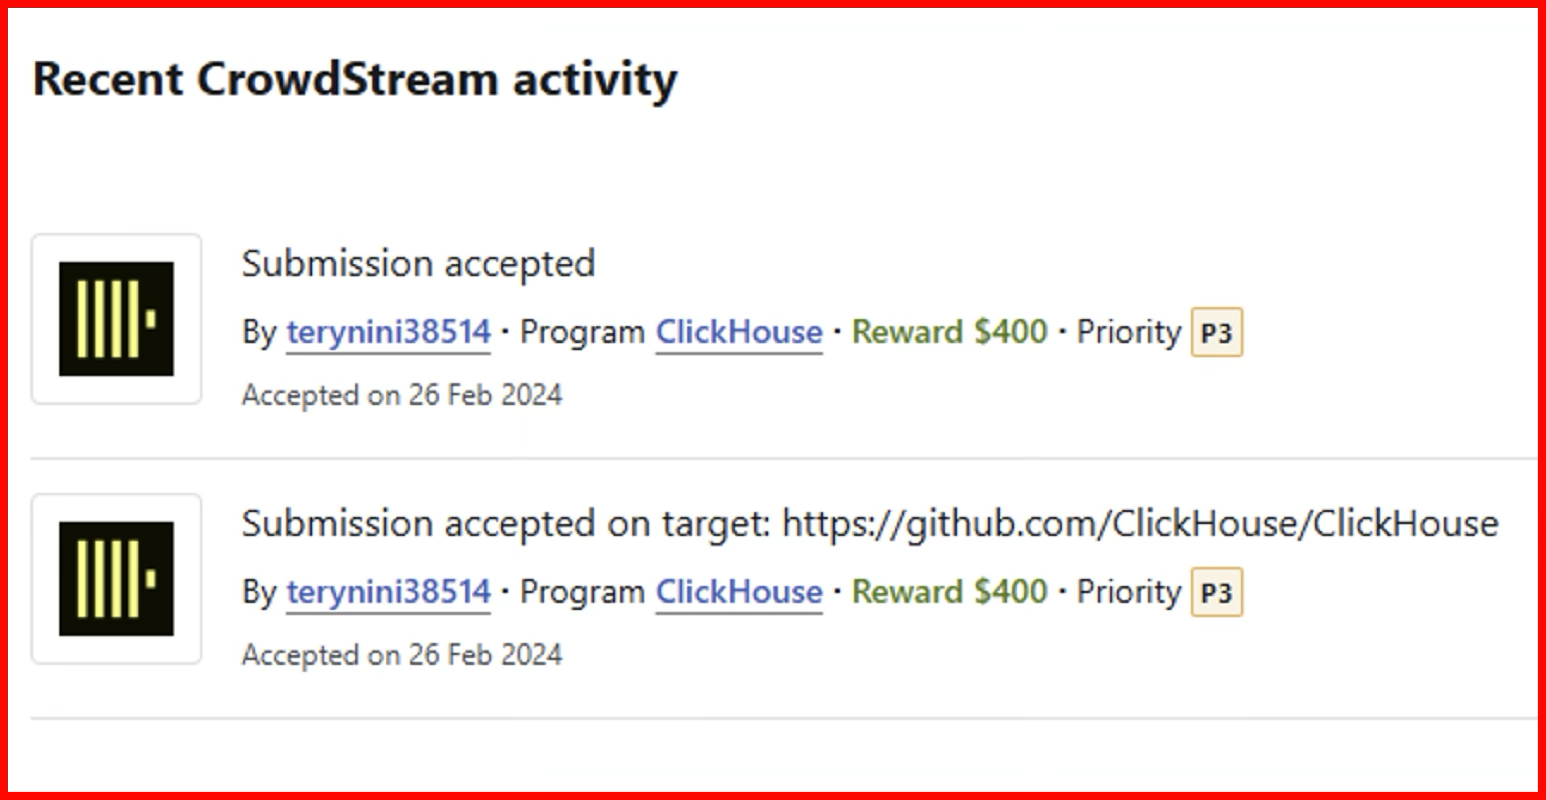 Recent CrowdStream activity
Submission accepted
By terynini38514 · Program ClickHouse · Reward $400 · Priority P3
Accepted on 26 Feb 2024
Submission accepted on target: https://github.com/ClickHouse/ClickHouse
By terynini38514 · Program ClickHouse · Reward $400 · Priority P3
Accepted on 26 Feb 2024